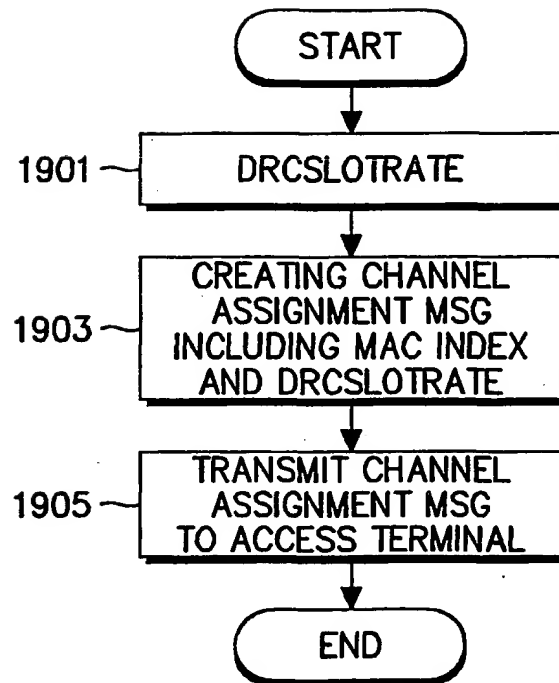 START
1901
DRCSLOTRATE
1903
CREATING CHANNEL
ASSIGNMENT MSG
INCLUDING MAC INDEX
AND DRCSLOTRATE
1905
TRANSMIT CHANNEL
ASSIGNMENT MSG
TO ACCESS TERMINAL
END